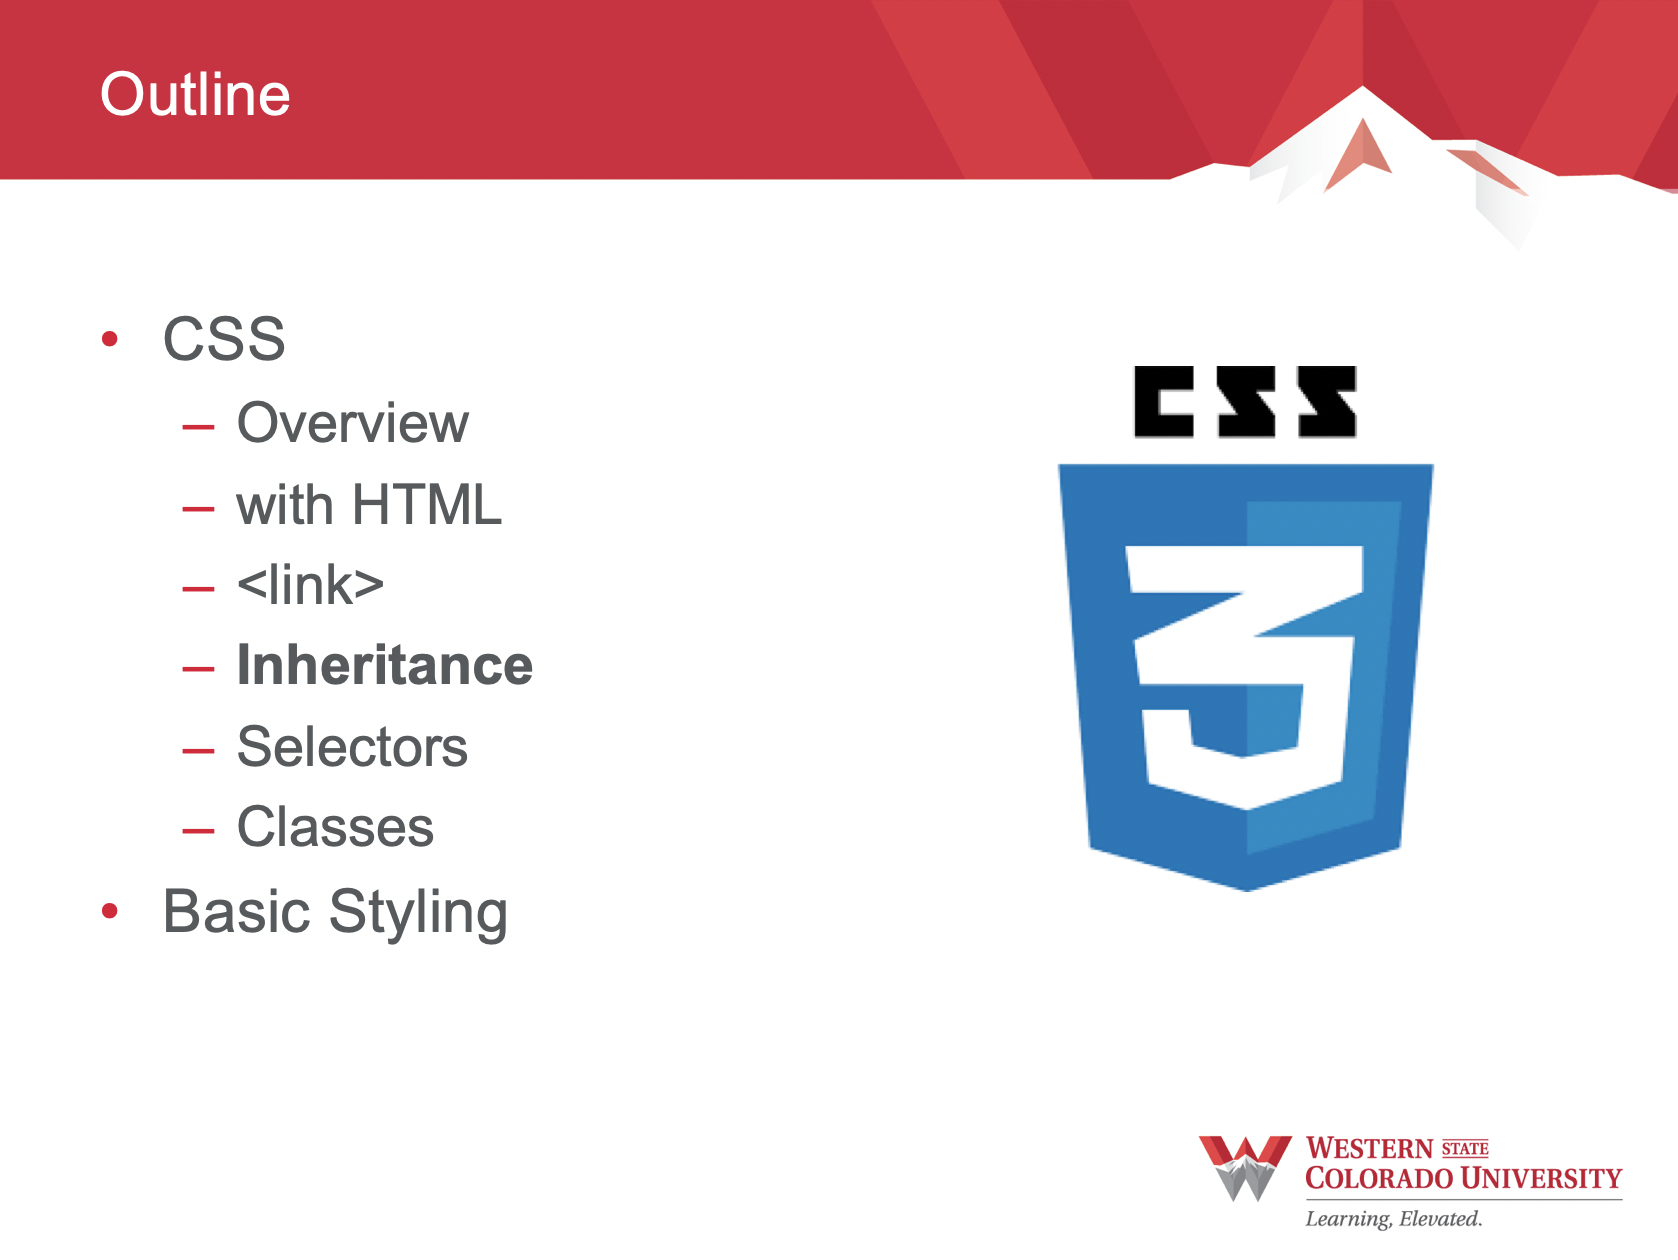 Outline
• CSS
– Overview
– with HTML
– <link>
– Inheritance
– Selectors
– Classes
• Basic Styling
CSS
3
WESTERN STATE
COLORADO UNIVERSITY
Learning, Elevated.